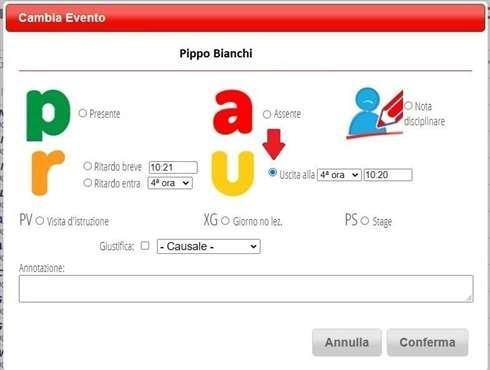 Cambia Evento
Pippo Bianchi
p Presente
a Assente
Nota disciplinare
r Ritardo breve 10:21
Ritardo entra 4ª ora
u Uscita alla 4ª ora 10:20
PV Visita d'istruzione XG Giorno no lez. PS Stage
Giustifica: - Causale -
Annotazione:
Annulla Conferma